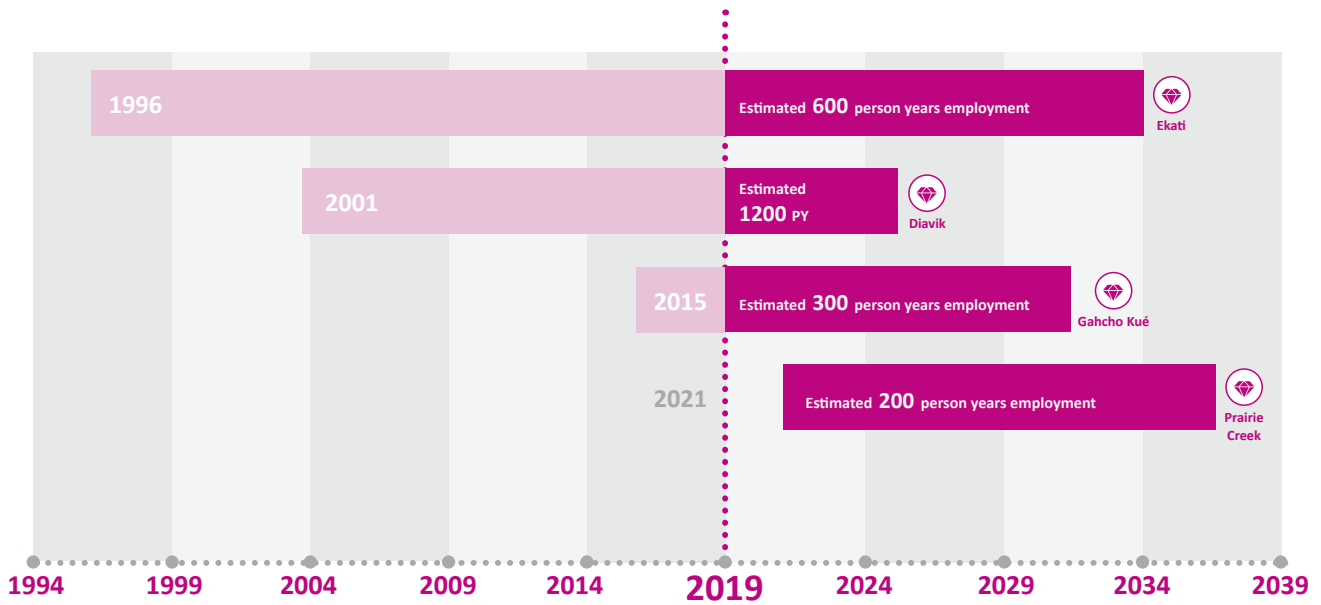 1996
Estimated 600 person years employment
Ekati
2001
Estimated
1200 PY
Diavik
2015
Estimated 300 person years employment
Gahcho Kué
2021
Estimated 200 person years employment
Prairie
Creek
1994 1999 2004 2009 2014 2019 2024 2029 2034 2039